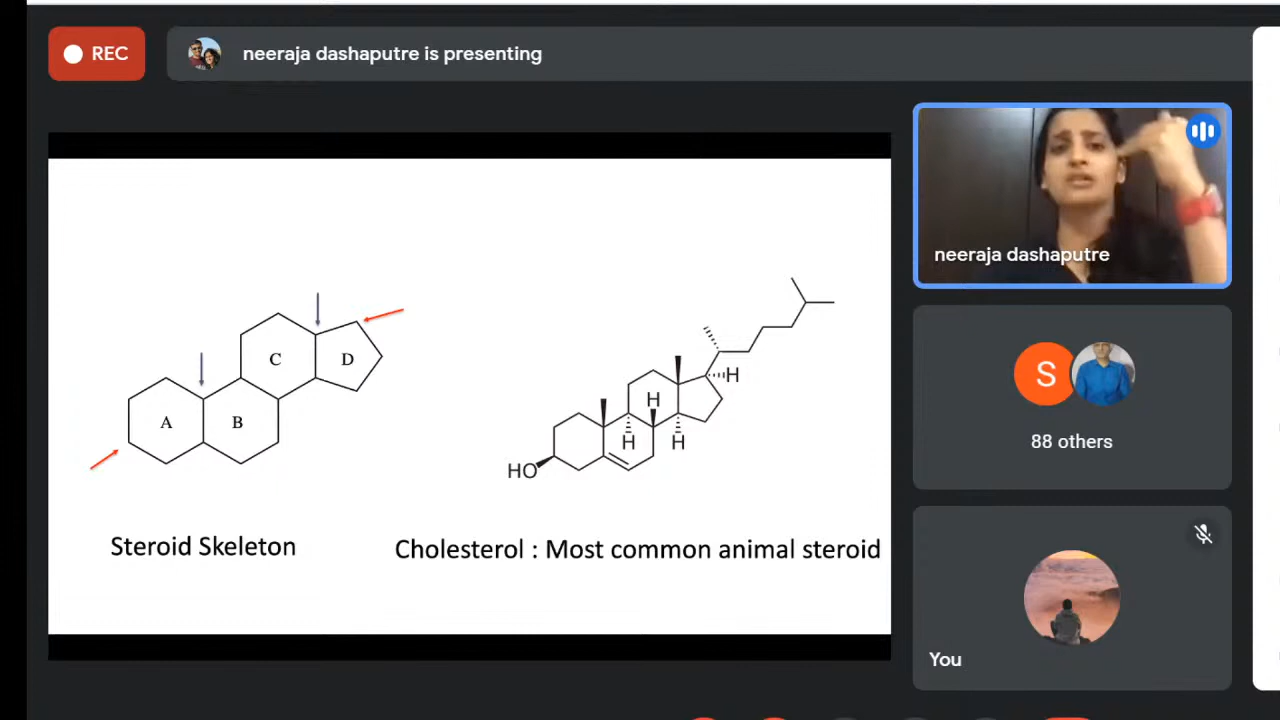 REC
neeraja dashaputre is presenting
neeraja dashaputre
C
D
A
B
H
H
H
H
HO
S
88 others
Steroid Skeleton
Cholesterol : Most common animal steroid
You